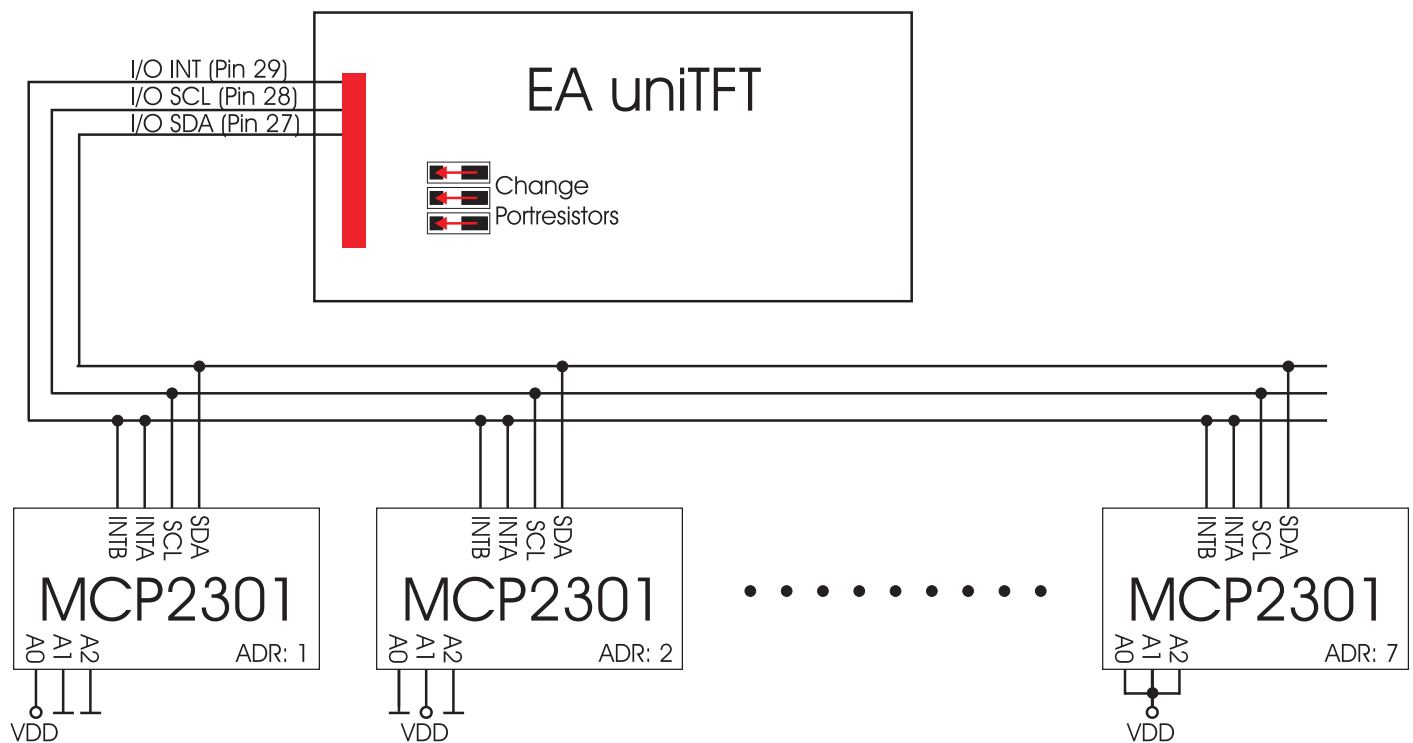 I/O INT (Pin 29)
I/O SCL (Pin 28)
I/O SDA (Pin 27)
EA uniTFT
Change
Portresistors
INTB INTA SCL SDA
MCP2301
A0 A1 A2
ADR: 1
VDD
INTB INTA SCL SDA
MCP2301
A0 A1 A2
ADR: 2
VDD
INTB INTA SCL SDA
MCP2301
A0 A1 A2
ADR: 7
VDD